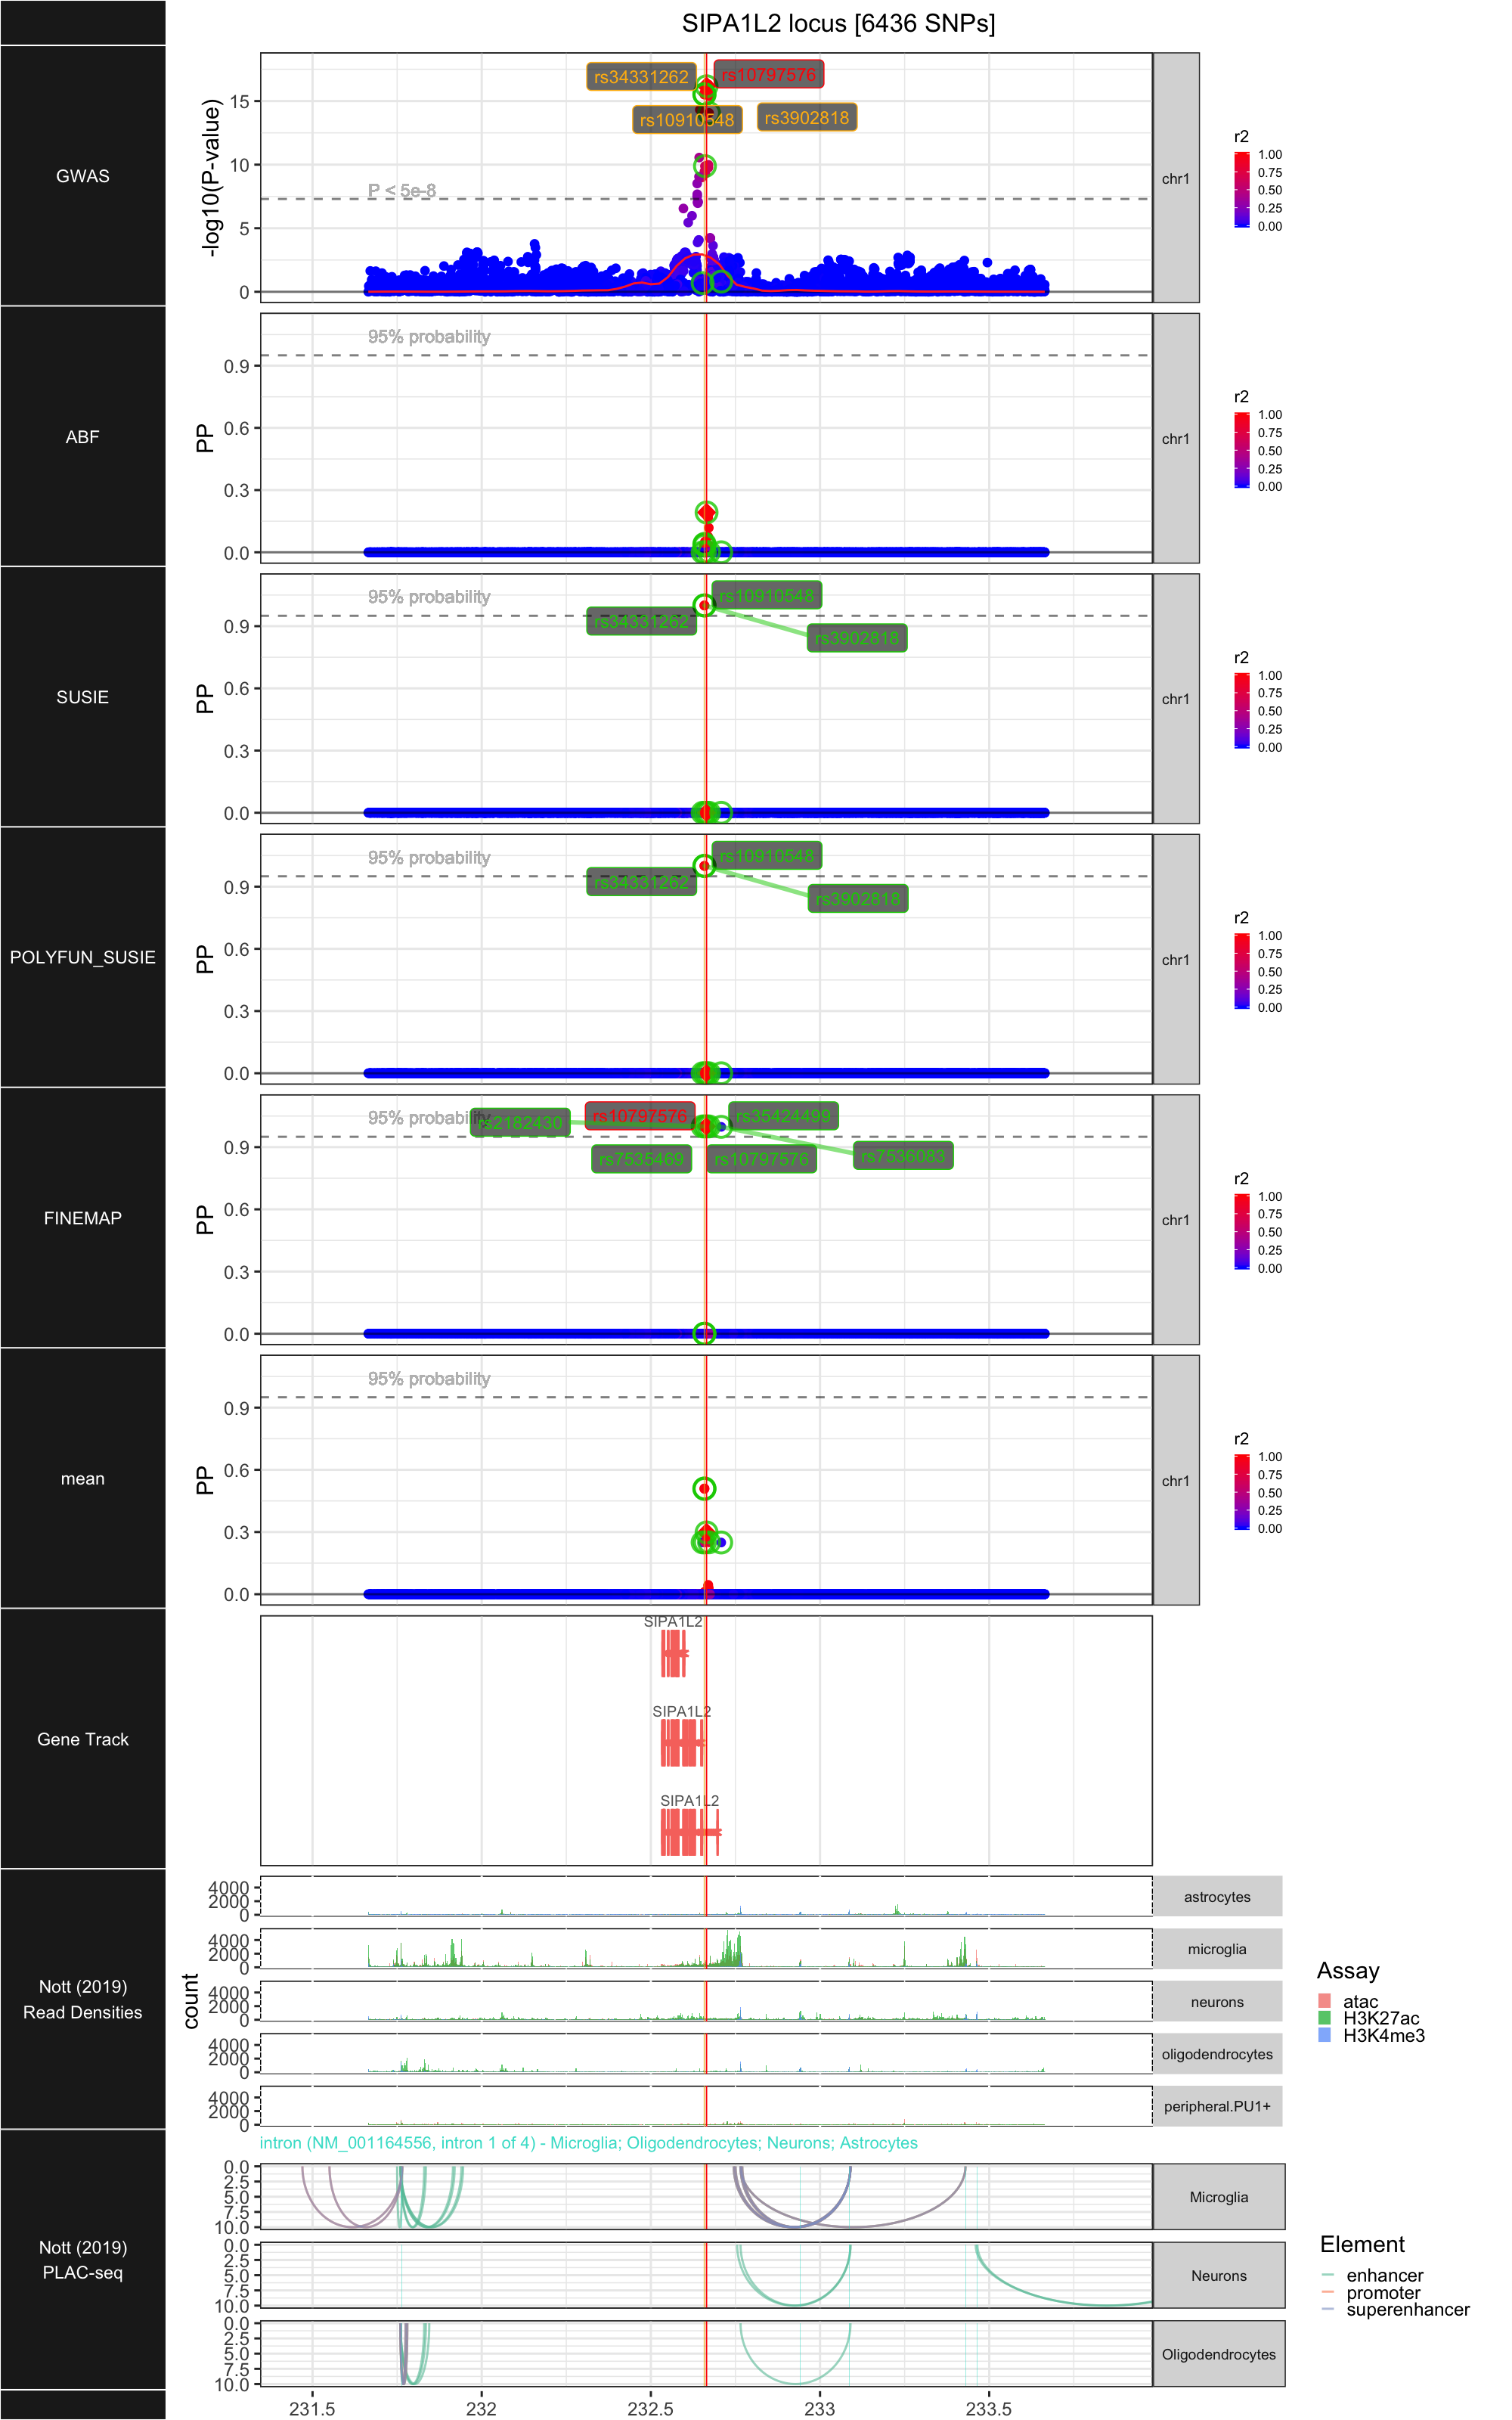 SIPA1L2 locus [6436 SNPs]
GWAS
-log10(P-value)
15
10
5
0
P < 5e-8
rs34331262
rs10797576
rs10910548
rs3902818
chr1
r2
1.00
0.75
0.50
0.25
0.00
ABF
PP
0.9
0.6
0.3
0.0
95% probability
chr1
r2
1.00
0.75
0.50
0.25
0.00
SUSIE
PP
0.9
0.6
0.3
0.0
95% probability
rs10910548
rs34331262
rs3902818
chr1
r2
1.00
0.75
0.50
0.25
0.00
POLYFUN_SUSIE
PP
0.9
0.6
0.3
0.0
95% probability
rs10910548
rs34331262
rs3902818
chr1
r2
1.00
0.75
0.50
0.25
0.00
FINEMAP
PP
0.9
0.6
0.3
0.0
95% probability
rs2182430
rs10797576
rs35424499
rs7535469
rs10797576
rs7536083
chr1
r2
1.00
0.75
0.50
0.25
0.00
mean
PP
0.9
0.6
0.3
0.0
95% probability
chr1
r2
1.00
0.75
0.50
0.25
0.00
Gene Track
SIPA1L2
SIPA1L2
SIPA1L2
Nott (2019)
Read Densities
count
4000
2000
0
astrocytes
4000
2000
0
microglia
4000
2000
0
neurons
4000
2000
0
oligodendrocytes
4000
2000
0
peripheral.PU1+
Assay
atac
H3K27ac
H3K4me3
Nott (2019)
PLAC-seq
intron (NM_001164556, intron 1 of 4) - Microglia; Oligodendrocytes; Neurons; Astrocytes
0.0
2.5
5.0
7.5
10.0
Microglia
0.0
2.5
5.0
7.5
10.0
Neurons
0.0
2.5
5.0
7.5
10.0
Oligodendrocytes
Element
enhancer
promoter
superenhancer
231.5
232
232.5
233
233.5